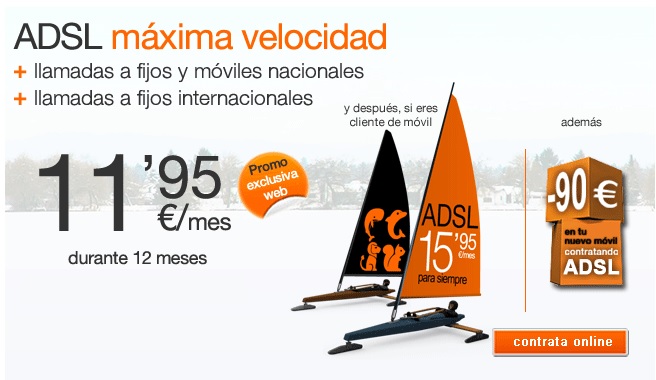 ADSL máxima velocidad
+ llamadas a fijos y móviles nacionales
+ llamadas a fijos internacionales
11'95
€/mes
durante 12 meses
Promo
exclusiva
web
y después, si eres
cliente de móvil
ADSL
15'95
€/mes
para siempre
además
-90 €
en tu
nuevo móvil
contratando
ADSL
contrata online